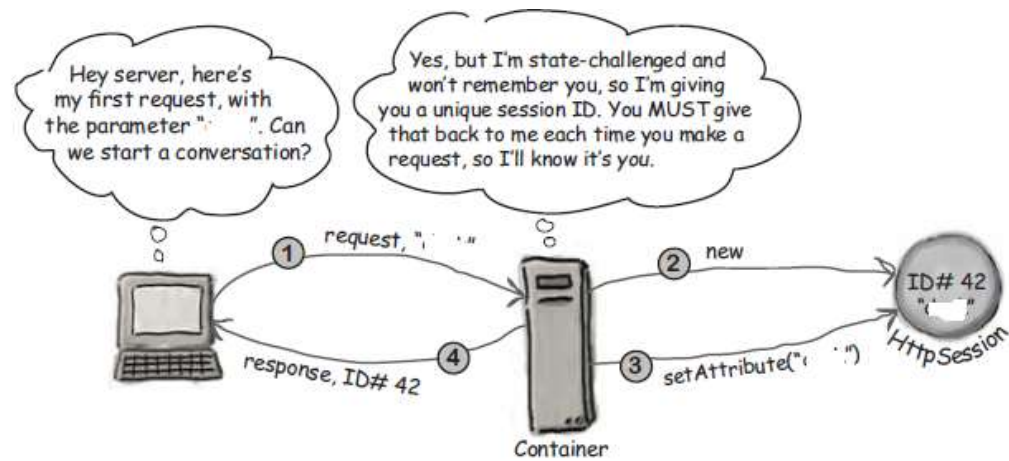 Hey server, here's
my first request, with
the parameter " ". Can
we start a conversation?
Yes, but I'm state-challenged and
won't remember you, so I'm giving
you a unique session ID. You MUST give
that back to me each time you make a
request, so I'll know it's you.
1
request, " "
2
new
ID# 42
" "
HttpSession
4
response, ID# 42
3
setAttribute(" ")
Container